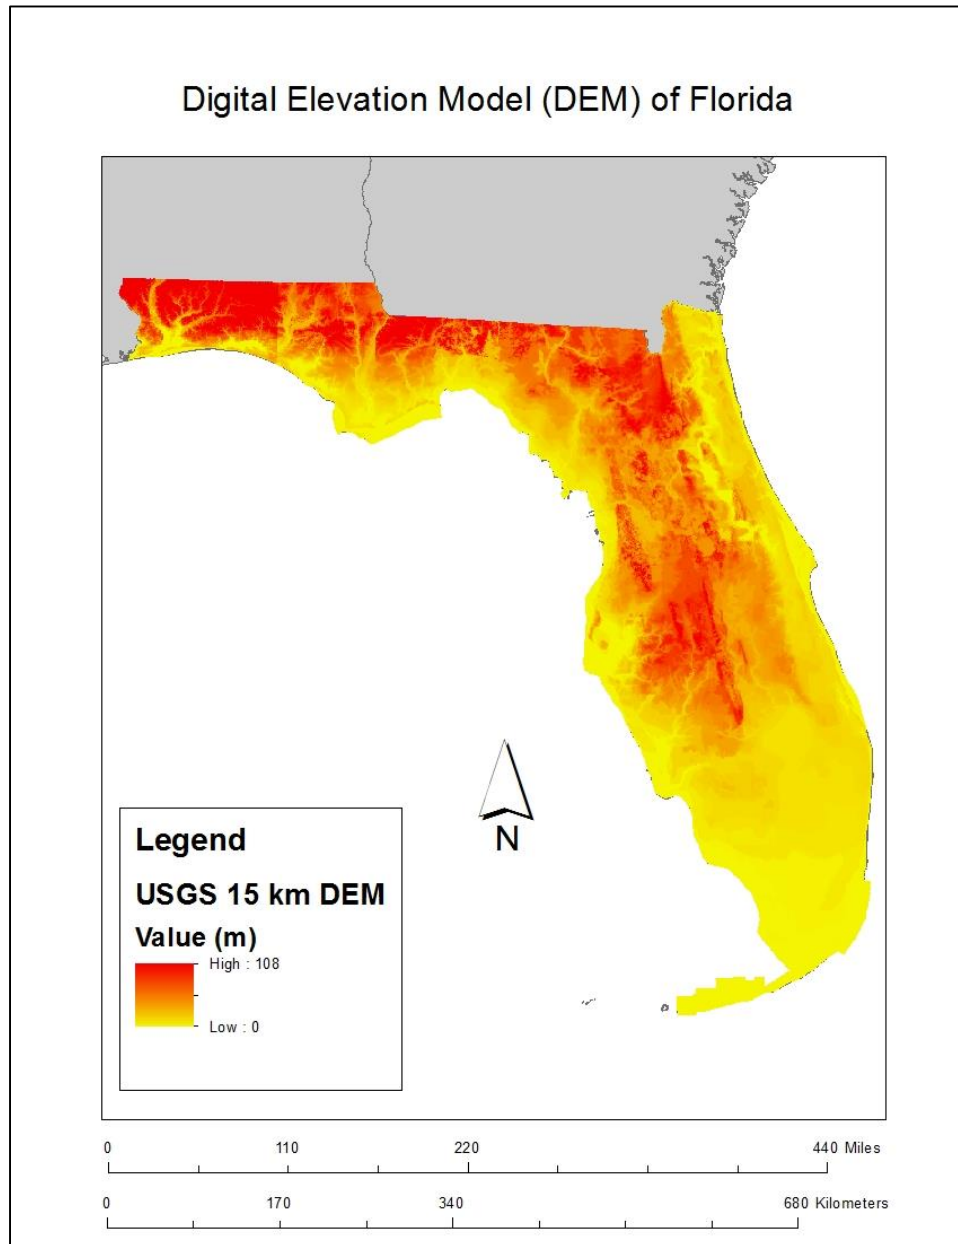 Digital Elevation Model (DEM) of Florida
N
Legend
USGS 15 km DEM
Value (m)
High : 108
Low : 0
0 110 220 440 Miles
0 170 340 680 Kilometers